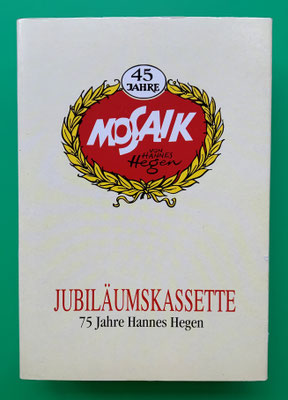 45
JAHRE
MOSAIK
VON
HANNES
Hegen
JUBILÄUMSKASSETTE
75 Jahre Hannes Hegen